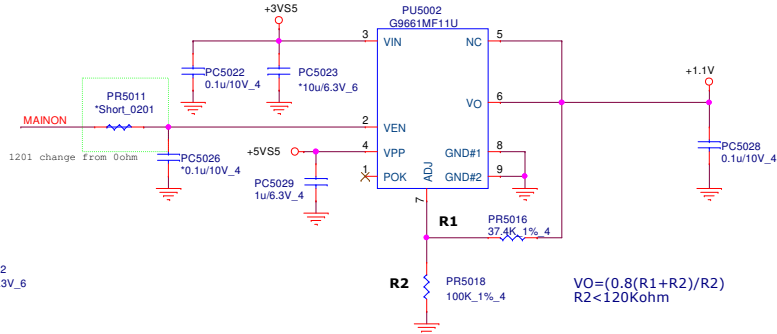 +3VS5
PU5002
G9661MF11U
3
VIN
NC
5
PC5022
0.1u/10V_4
PC5023
*10u/6.3V_6
PR5011
*Short_0201
+1.1V
VO
6
MAINON
2
VEN
1201 change from 0ohm
PC5026
*0.1u/10V_4
+5VS5
4
VPP
GND#1
8
PC5028
0.1u/10V_4
1
POK
ADJ
GND#2
9
PC5029
1u/6.3V_4
7
R1
PR5016
37.4K_1%_4
2
3V_6
R2
PR5018
100K_1%_4
VO=(0.8(R1+R2)/R2)
R2<120Kohm